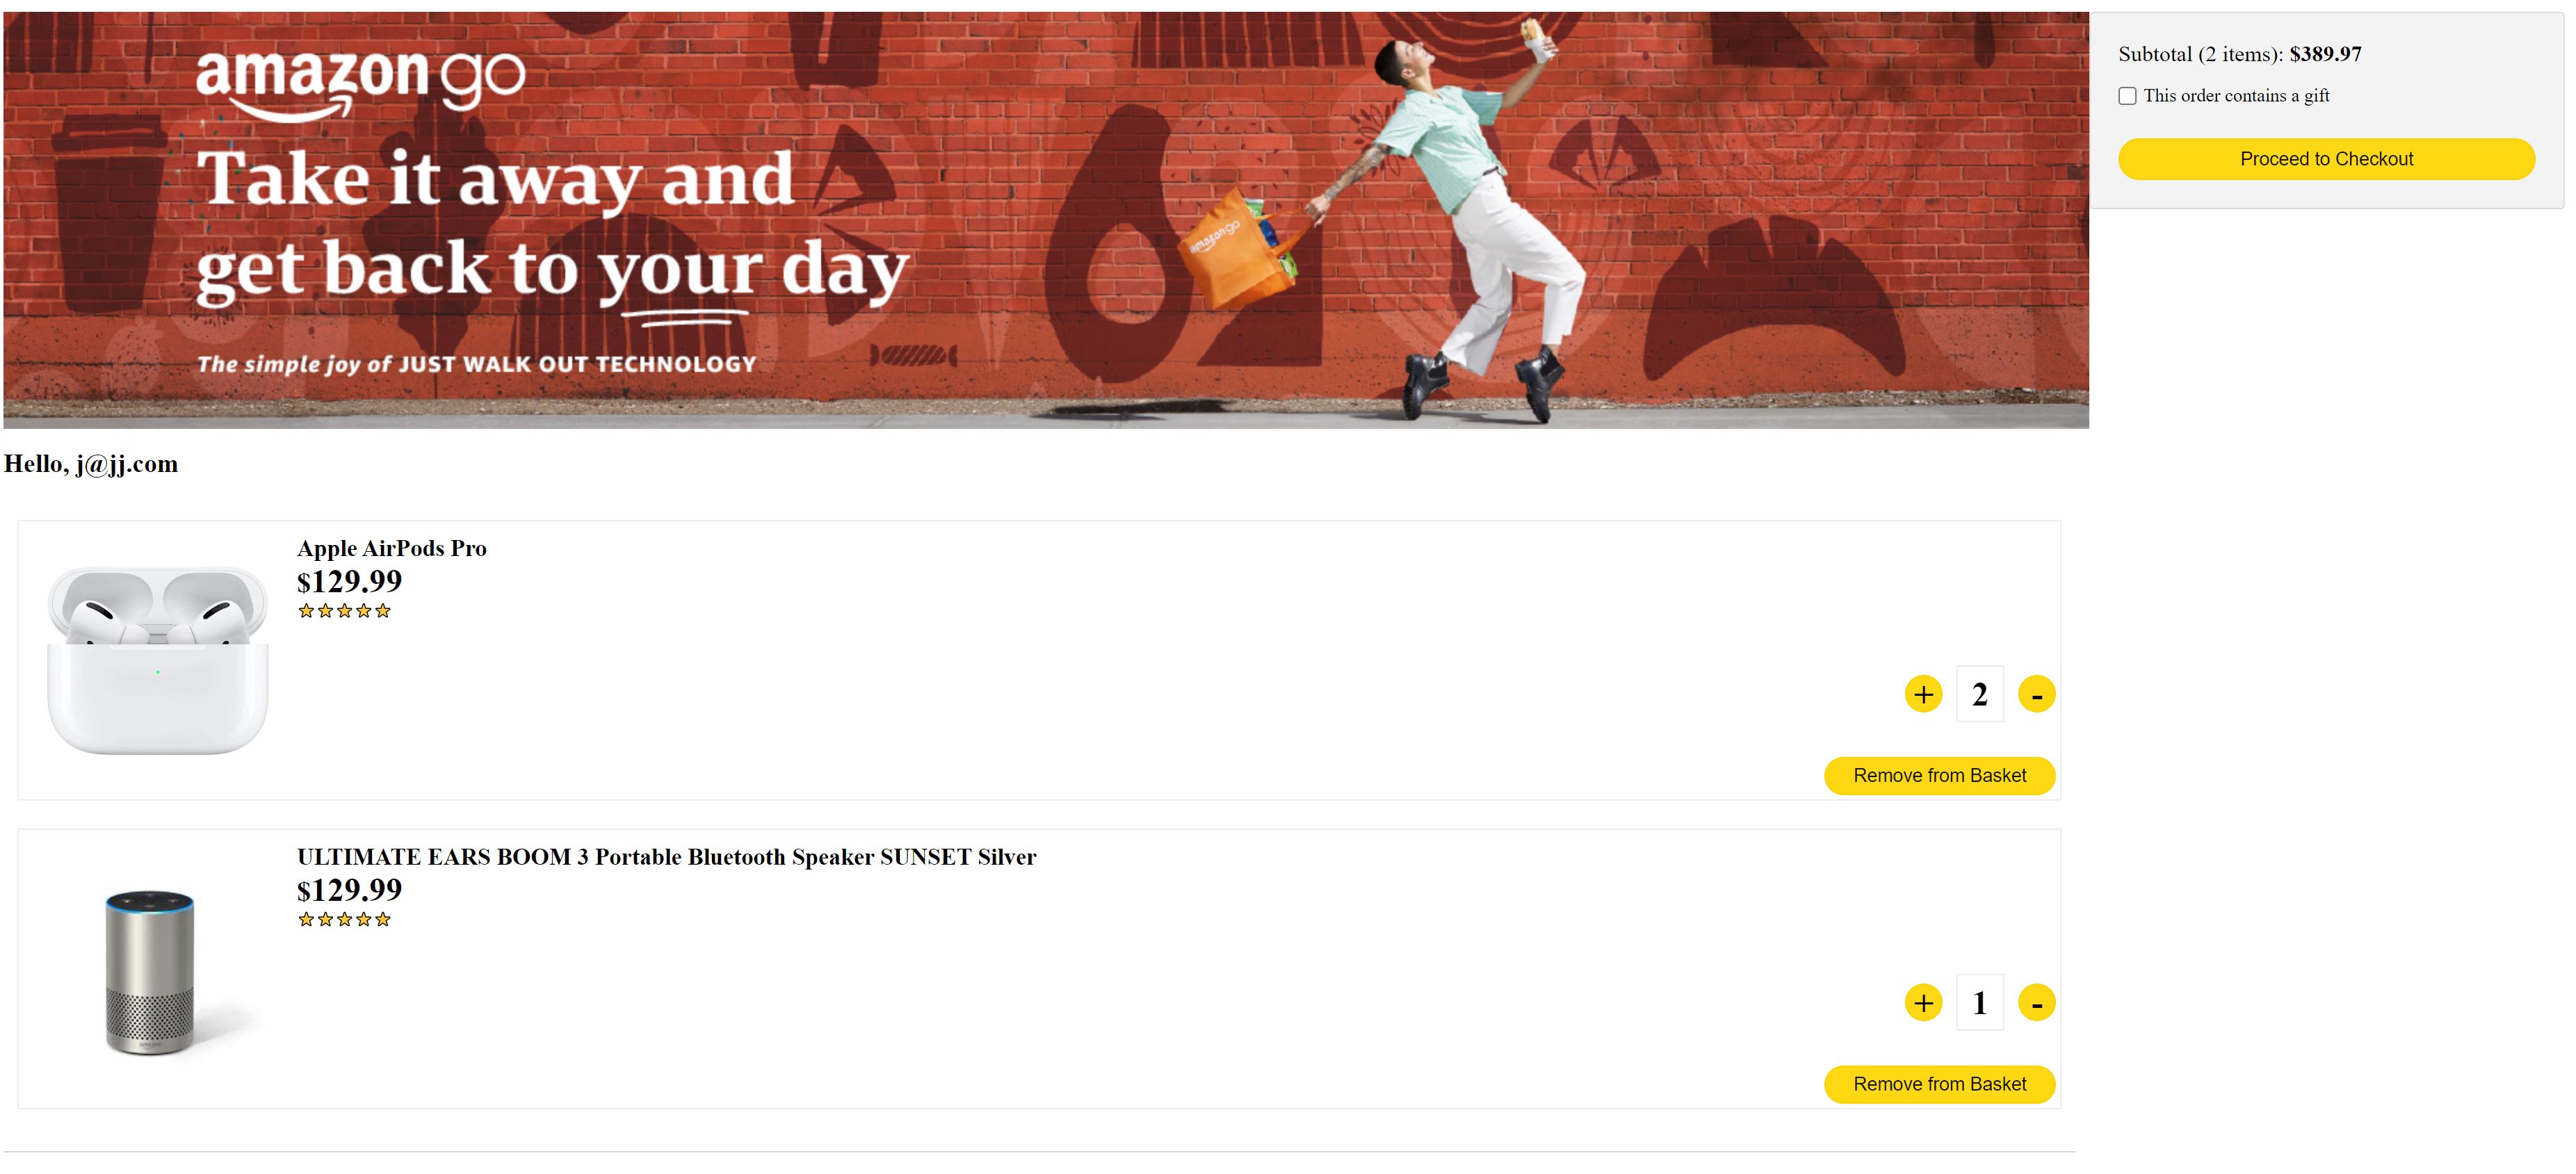 amazon go
Take it away and
get back to your day
The simple joy of JUST WALK OUT TECHNOLOGY
amazon go
Subtotal (2 items): $389.97
This order contains a gift
Proceed to Checkout
Hello, j@jj.com
Apple AirPods Pro
$129.99
+ 2 -
Remove from Basket
ULTIMATE EARS BOOM 3 Portable Bluetooth Speaker SUNSET Silver
$129.99
amazon
+ 1 -
Remove from Basket